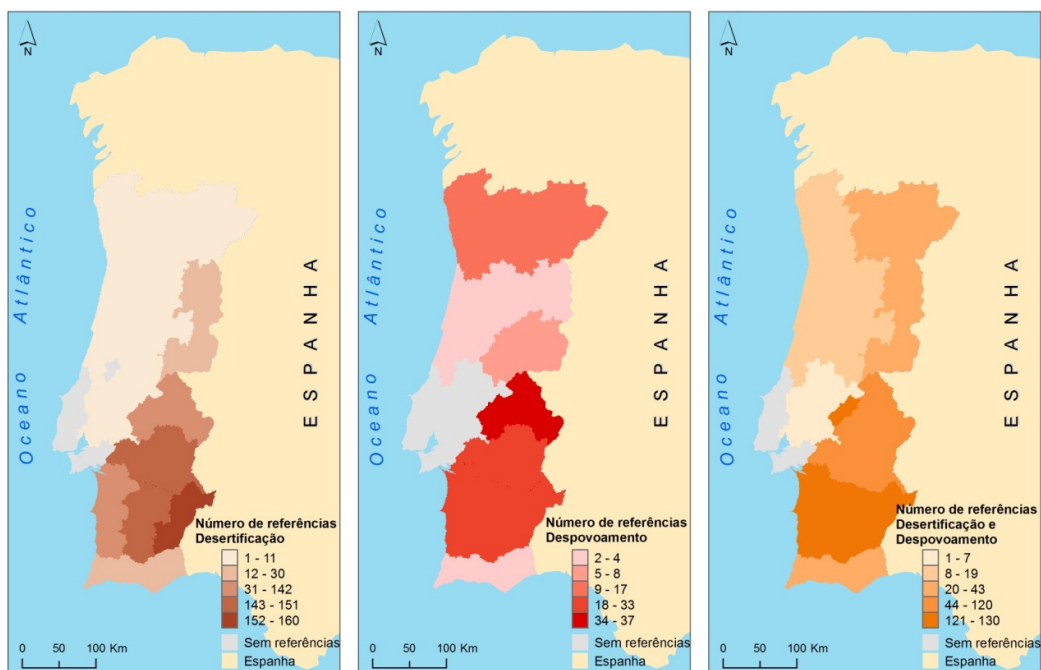 N
Oceano Atlântico
ESPANHA
Número de referências
Desertificação
1 - 11
12 - 30
31 - 142
143 - 151
152 - 160
Sem referências
Espanha
0 50 100 Km
N
Oceano Atlântico
ESPANHA
Número de referências
Despovoamento
2 - 4
5 - 8
9 - 17
18 - 33
34 - 37
Sem referências
Espanha
0 50 100 Km
N
Oceano Atlântico
ESPANHA
Número de referências
Desertificação e
Despovoamento
1 - 7
8 - 19
20 - 43
44 - 120
121 - 130
Sem referências
Espanha
0 50 100 Km